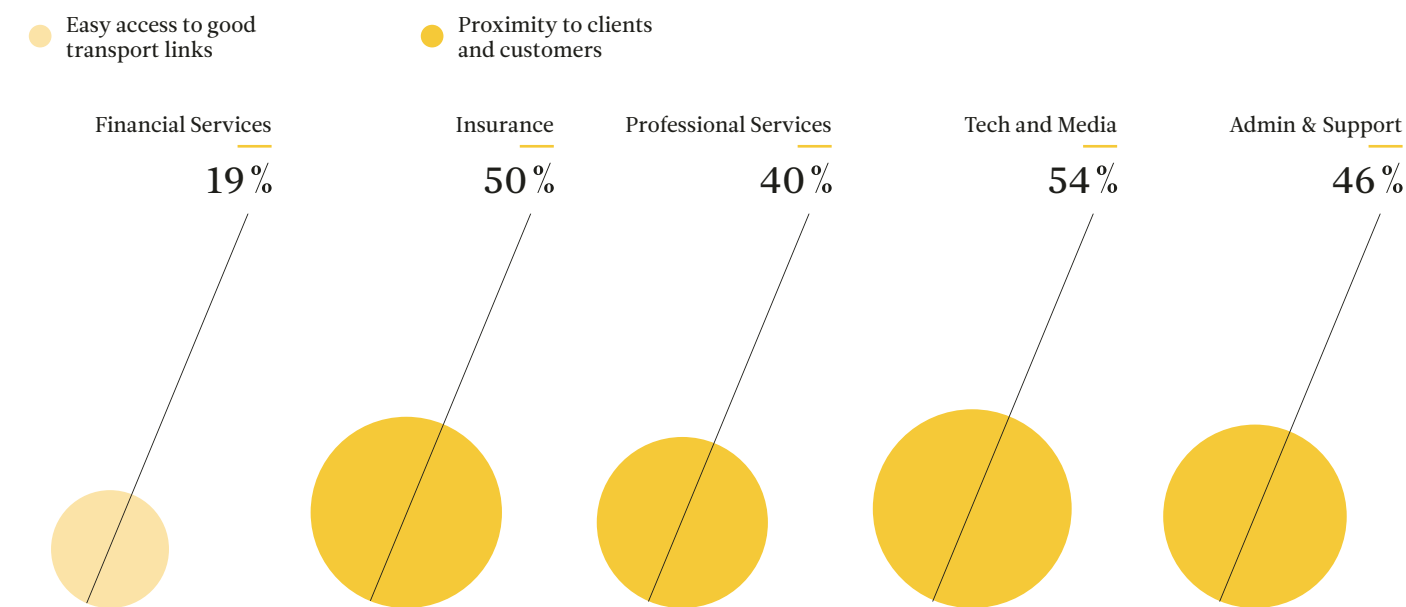 Easy access to good
transport links
Proximity to clients
and customers
Financial Services
19 %
Insurance
50 %
Professional Services
40 %
Tech and Media
54 %
Admin & Support
46 %